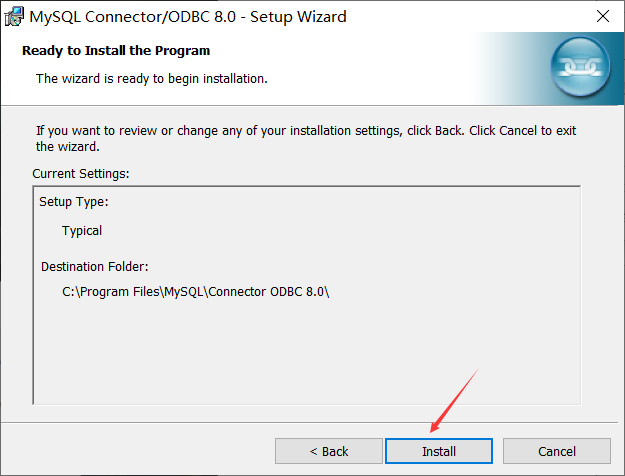 MySQL Connector/ODBC 8.0 - Setup Wizard
Ready to Install the Program
The wizard is ready to begin installation.
If you want to review or change any of your installation settings, click Back. Click Cancel to exit
the wizard.
Current Settings:
Setup Type:
Typical
Destination Folder:
C:\Program Files\MySQL\Connector ODBC 8.0\
< Back
Install
Cancel